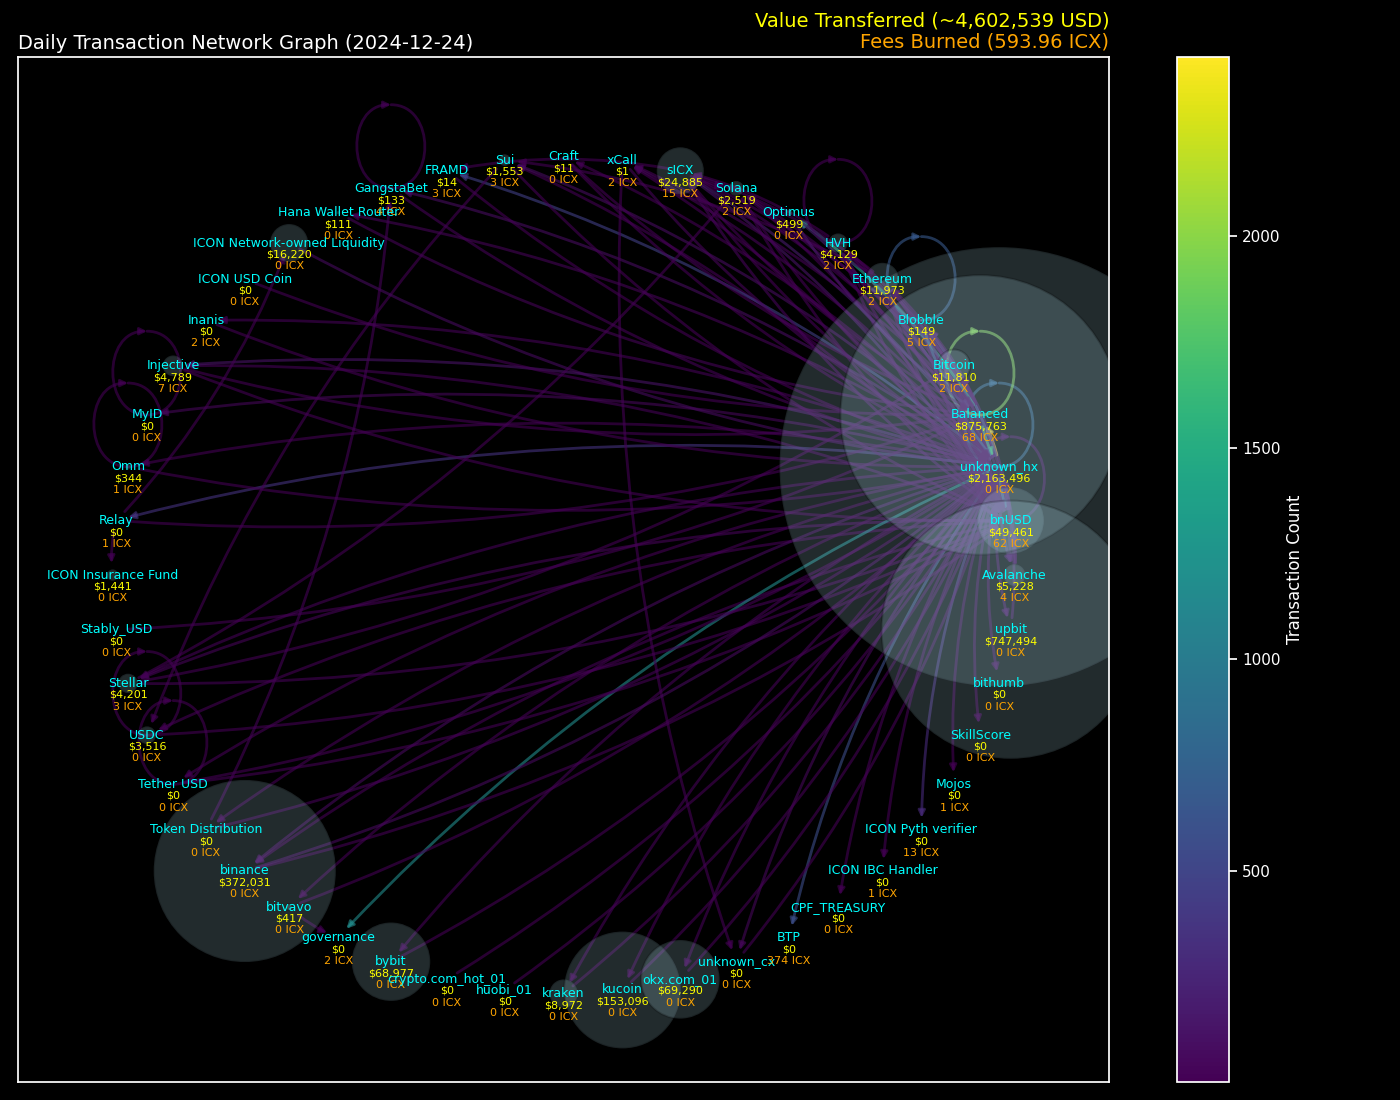 Value Transferred (~4,602,539 USD)
Daily Transaction Network Graph (2024-12-24)
Fees Burned (593.96 ICX)
Craft
$11
0 ICX
Sui
$1,553
3 ICX
xCall
$1
2 ICX
FRAMD
$14
3 ICX
sICX
$24,885
15 ICX
GangstaBet
$133
ICX
Solana
$2,519
2 ICX
Hana Wallet Router
$111
0 ICX
Optimus
$499
0 ICX
ICON Network-owned Liquidity
$16,220
0 ICX
HVH
$4,129
2 ICX
ICON USD Coin
$0
0 ICX
Ethereum
$11,973
2 ICX
Inanis
$0
2 ICX
Blobble
$149
5 ICX
Injective
$4,789
7 ICX
Bitcoin
$11,810
2 ICX
MyID
$0
0 ICX
Balanced
$875,763
68 ICX
Omm
$344
1 ICX
unknown_hx
$2,163,496
0 ICX
Relay
$0
1 ICX
bnUSD
$49,461
62 ICX
ICON Insurance Fund
$1,441
0 ICX
Avalanche
$5,228
4 ICX
Stably_USD
$0
0 ICX
upbit
$747,494
0 ICX
Stellar
$4,201
3 ICX
bithumb
$0
0 ICX
USDC
$3,516
0 ICX
SkillScore
$0
0 ICX
Tether USD
$0
0 ICX
Mojos
$0
1 ICX
Token Distribution
$0
0 ICX
ICON Pyth verifier
$0
13 ICX
binance
$372,031
0 ICX
ICON IBC Handler
$0
1 ICX
bitvavo
$417
0 ICX
CPF_TREASURY
$0
0 ICX
governance
$0
2 ICX
BTP
$0
374 ICX
bybit
$68,977
0 ICX
unknown_cx
$0
0 ICX
crypto.com_hot_01
$0
0 ICX
okx.com_01
$69,290
0 ICX
huobi_01
$0
0 ICX
kraken
$8,972
0 ICX
kucoin
$153,096
0 ICX
2000
1500
1000
500
Transaction Count